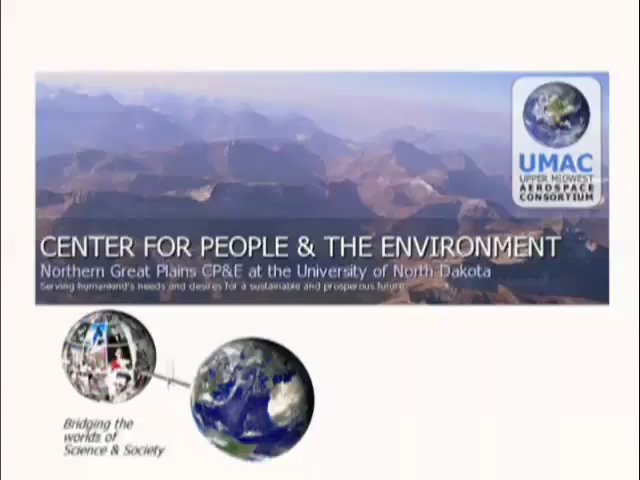 UMAC
UPPER MIDWEST
AEROSPACE
CONSORTIUM
CENTER FOR PEOPLE & THE ENVIRONMENT
Northern Great Plains CP&E at the University of North Dakota
Serving humankind's needs and desires for a sustainable and prosperous future
Bridging the
worlds of
Science & Society